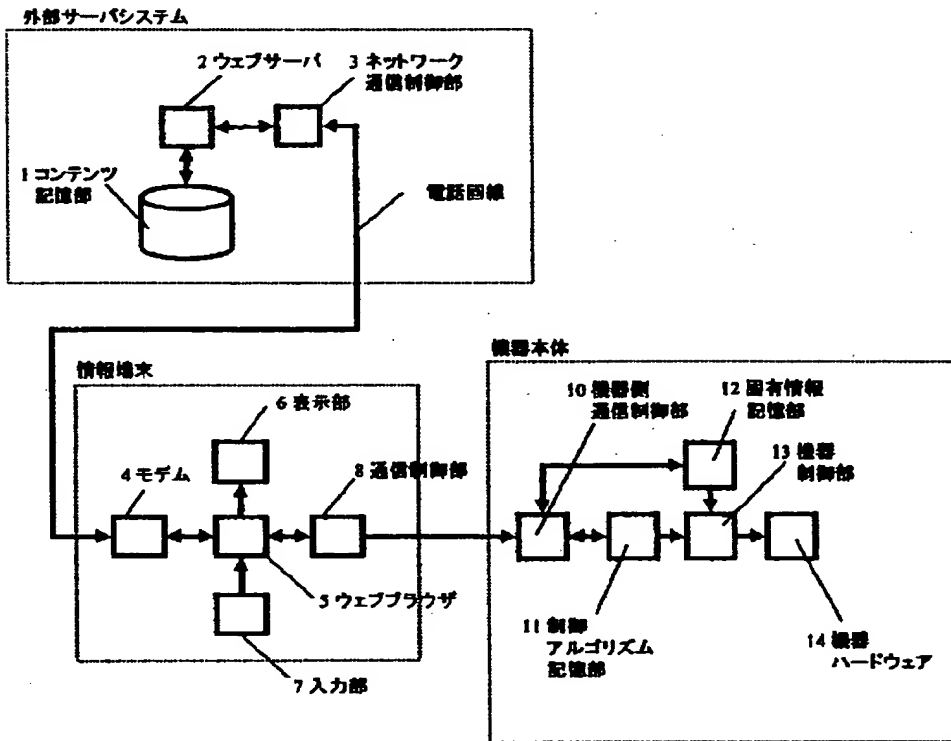 外部サーバシステム
2 ウェブサーバ
3 ネットワーク
通信制御部
1 コンテンツ
記憶部
電話回線
情報端末
6 表示部
4 モデム
8 通信制御部
5 ウェブブラウザ
7 入力部
機器本体
10 機器側
通信制御部
12 固有情報
記憶部
13 機器
制御部
11 制御
アルゴリズム
記憶部
14 機器
ハードウェア